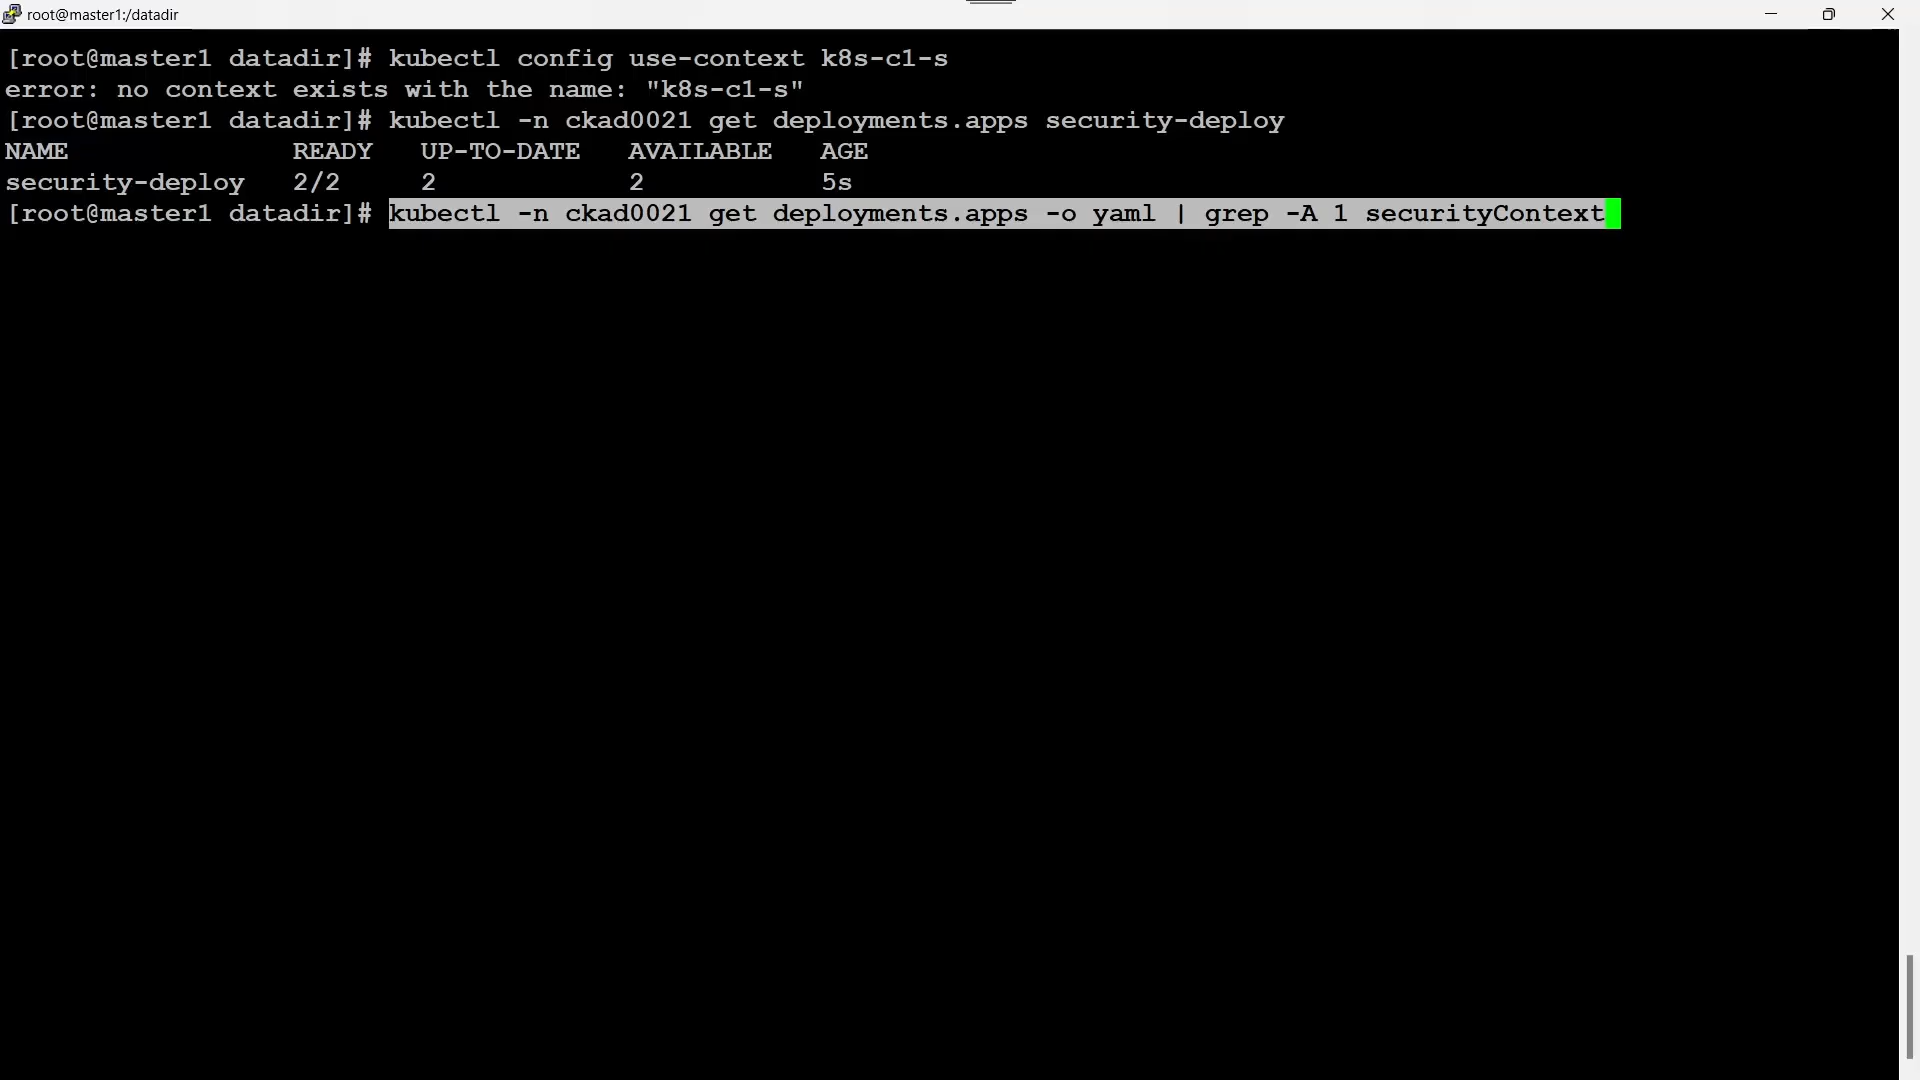 root@master1:/datadir
[root@master1 datadir]# kubectl config use-context k8s-c1-s
error: no context exists with the name: "k8s-c1-s"
[root@master1 datadir]# kubectl -n ckad0021 get deployments.apps security-deploy
NAME              READY   UP-TO-DATE   AVAILABLE   AGE
security-deploy   2/2     2            2           5s
[root@master1 datadir]# kubectl -n ckad0021 get deployments.apps -o yaml | grep -A 1 securityContext